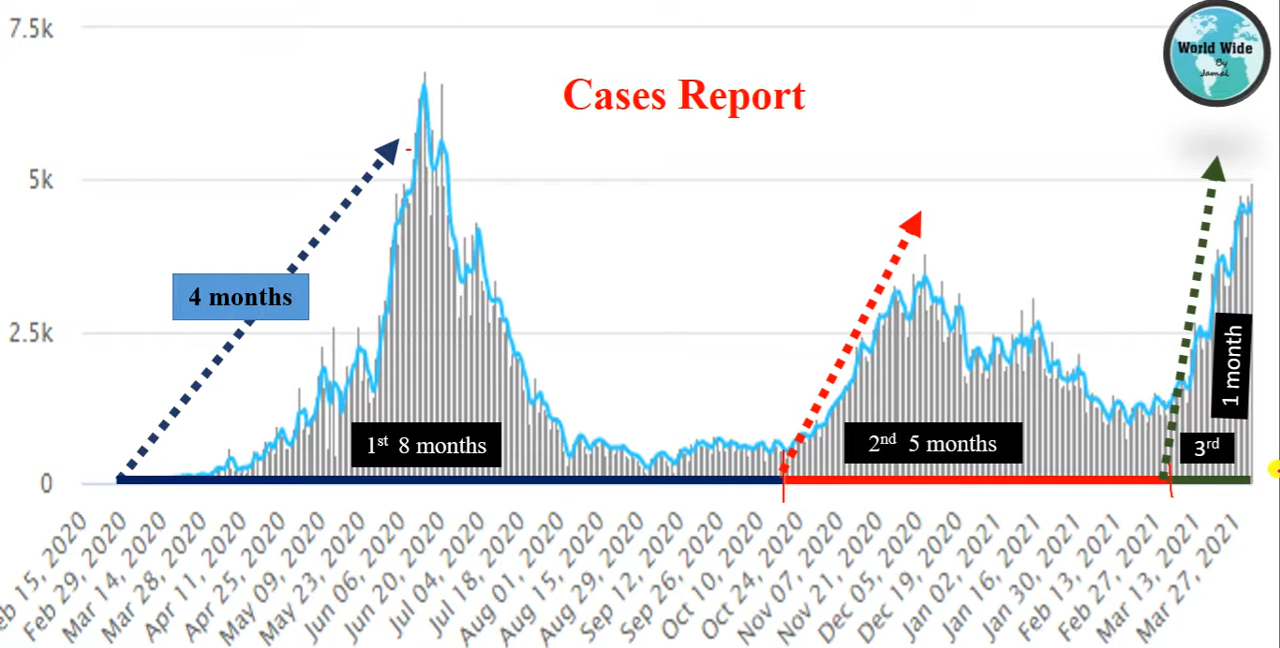 7.5k
World Wide
By
Jamal
Cases Report
5k
4 months
2.5k
1 month
1st 8 months
2nd 5 months
3rd
0
Feb 15, 2020
Feb 29, 2020
Mar 14, 2020
Mar 28, 2020
Apr 11, 2020
Apr 25, 2020
May 09, 2020
May 23, 2020
Jun 06, 2020
Jun 20, 2020
Jul 04, 2020
Jul 18, 2020
Aug 01, 2020
Aug 15, 2020
Aug 29, 2020
Sep 12, 2020
Sep 26, 2020
Oct 10, 2020
Oct 24, 2020
Nov 07, 2020
Nov 21, 2020
Dec 05, 2020
Dec 19, 2020
Jan 02, 2021
Jan 16, 2021
Jan 30, 2021
Feb 13, 2021
Feb 27, 2021
Mar 13, 2021
Mar 27, 2021